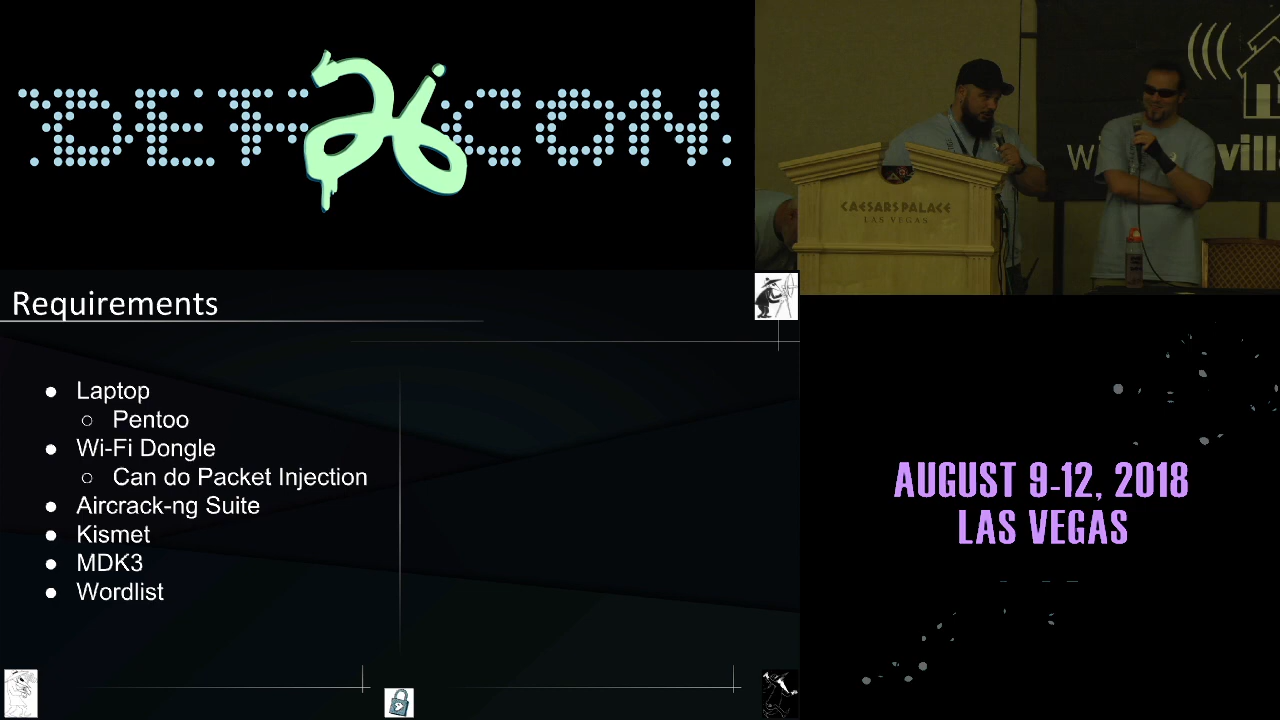 DEF CON
26
CAESARS PALACE
LAS VEGAS
Requirements
Laptop
Pentoo
Wi-Fi Dongle
Can do Packet Injection
Aircrack-ng Suite
Kismet
MDK3
Wordlist
AUGUST 9-12, 2018
LAS VEGAS